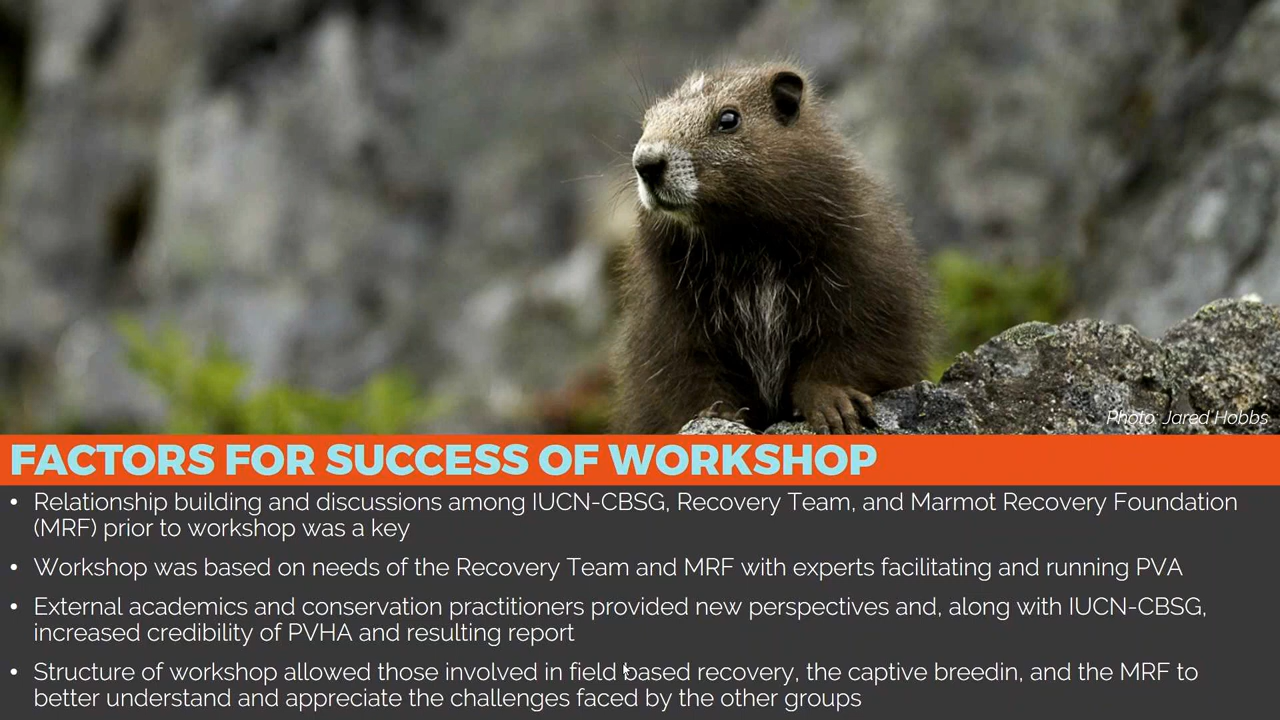 Photo: Jared Hobbs
FACTORS FOR SUCCESS OF WORKSHOP
• Relationship building and discussions among IUCN-CBSG, Recovery Team, and Marmot Recovery Foundation
(MRF) prior to workshop was a key
• Workshop was based on needs of the Recovery Team and MRF with experts facilitating and running PVA
• External academics and conservation practitioners provided new perspectives and, along with IUCN-CBSG,
increased credibility of PVHA and resulting report
• Structure of workshop allowed those involved in field based recovery, the captive breedin, and the MRF to
better understand and appreciate the challenges faced by the other groups